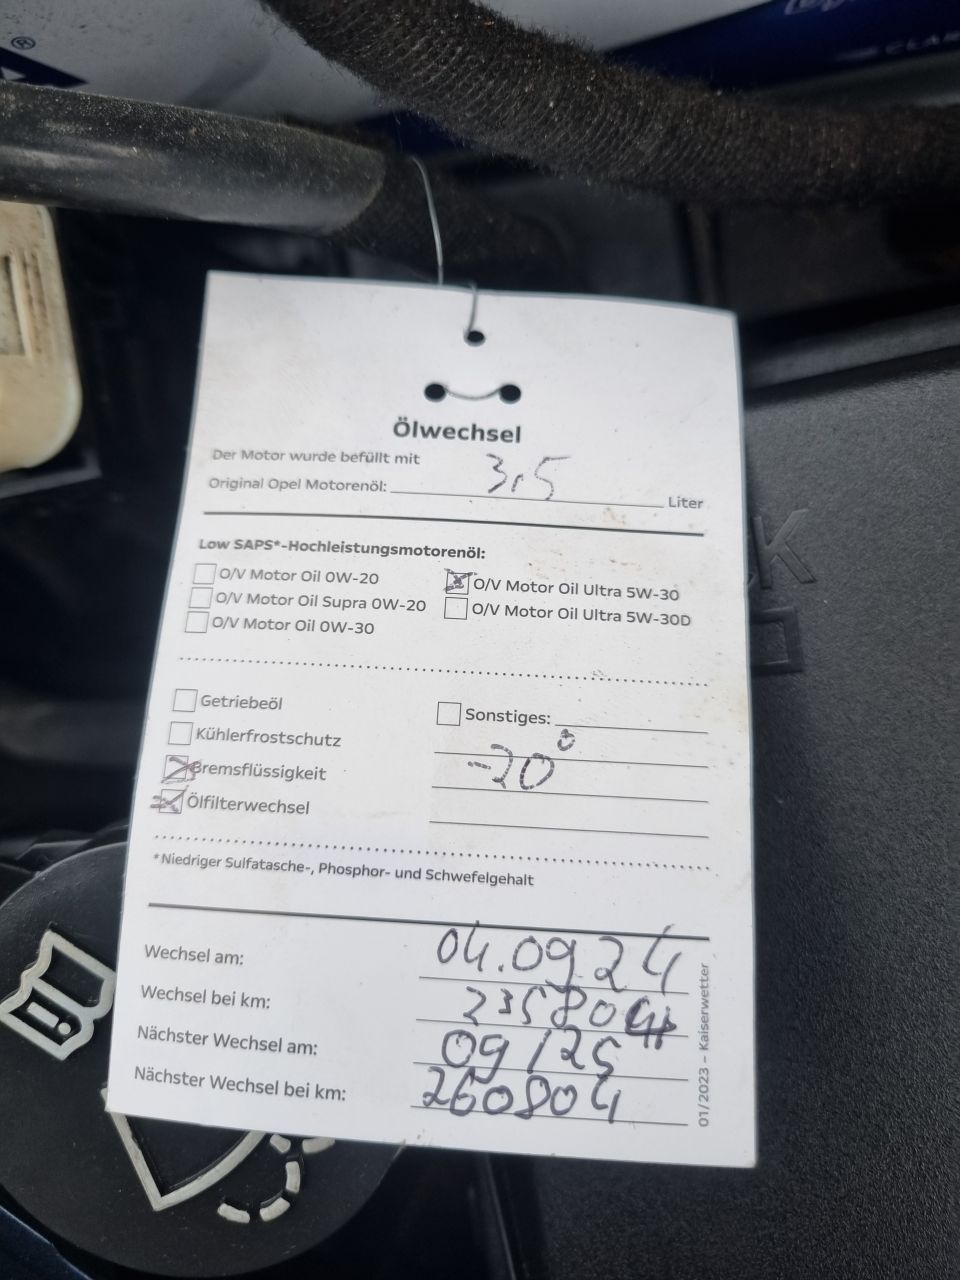 ®
CLAR
Ölwechsel
Der Motor wurde befüllt mit
Original Opel Motorenöl: 3,5 Liter
Low SAPS*-Hochleistungsmotorenöl:
O/V Motor Oil 0W-20
O/V Motor Oil Supra 0W-20
O/V Motor Oil 0W-30
x O/V Motor Oil Ultra 5W-30
O/V Motor Oil Ultra 5W-30D
Getriebeöl
Kühlerfrostschutz
x Bremsflüssigkeit
x Ölfilterwechsel
Sonstiges:
-20°
*Niedriger Sulfatasche-, Phosphor- und Schwefelgehalt
Wechsel am: 04.09.24
Wechsel bei km: 235804
Nächster Wechsel am: 09/25
Nächster Wechsel bei km: 260804
01/2023 – Kaiserwetter